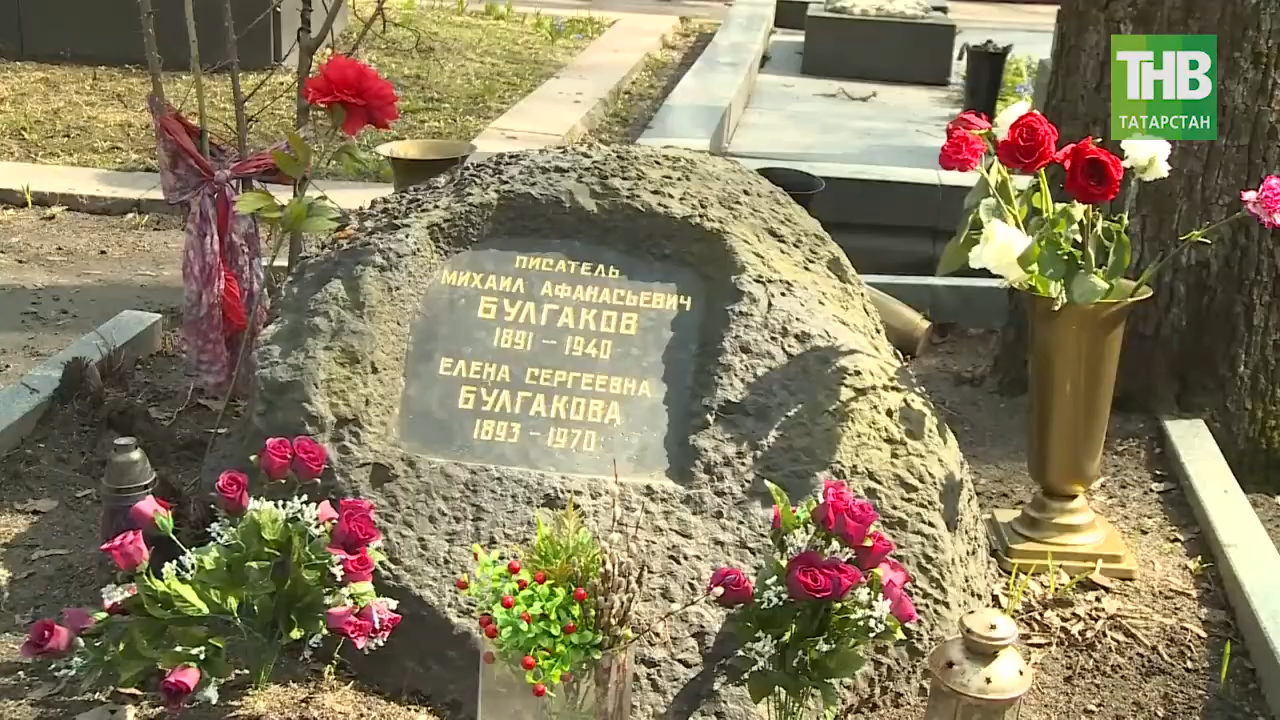 ТНВ
ТАТАРСТАН
ПИСАТЕЛЬ
МИХАИЛ АФАНАСЬЕВИЧ
БУЛГАКОВ
1891 – 1940
ЕЛЕНА СЕРГЕЕВНА
БУЛГАКОВА
1893 – 1970